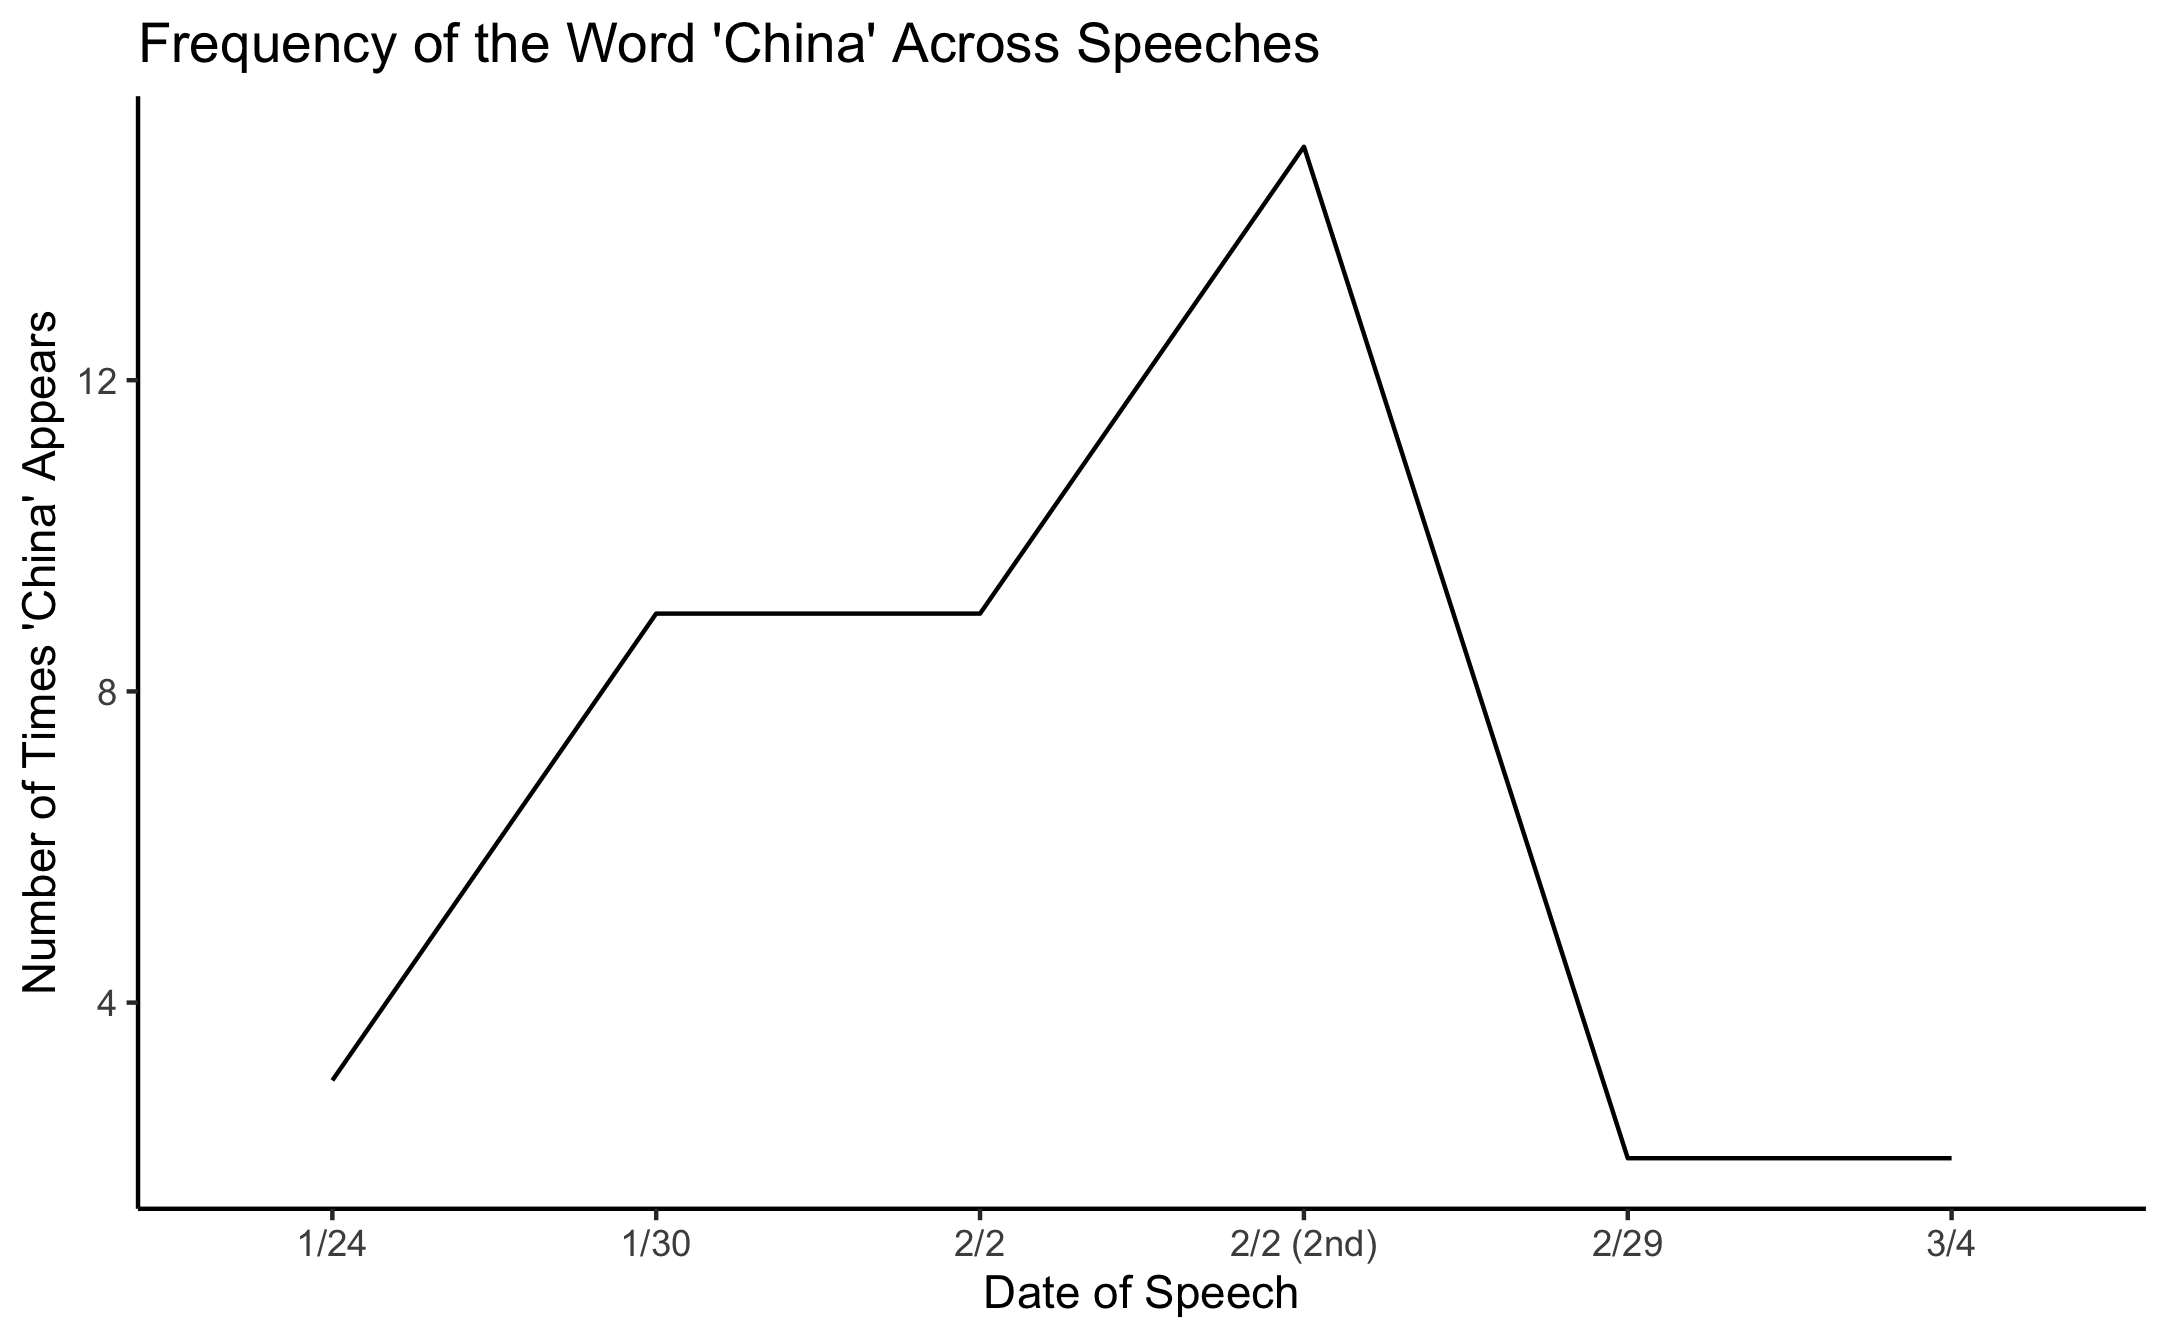 Frequency of the Word 'China' Across Speeches
Number of Times 'China' Appears
12
8
4
1/24
1/30
2/2
2/2 (2nd)
2/29
3/4
Date of Speech